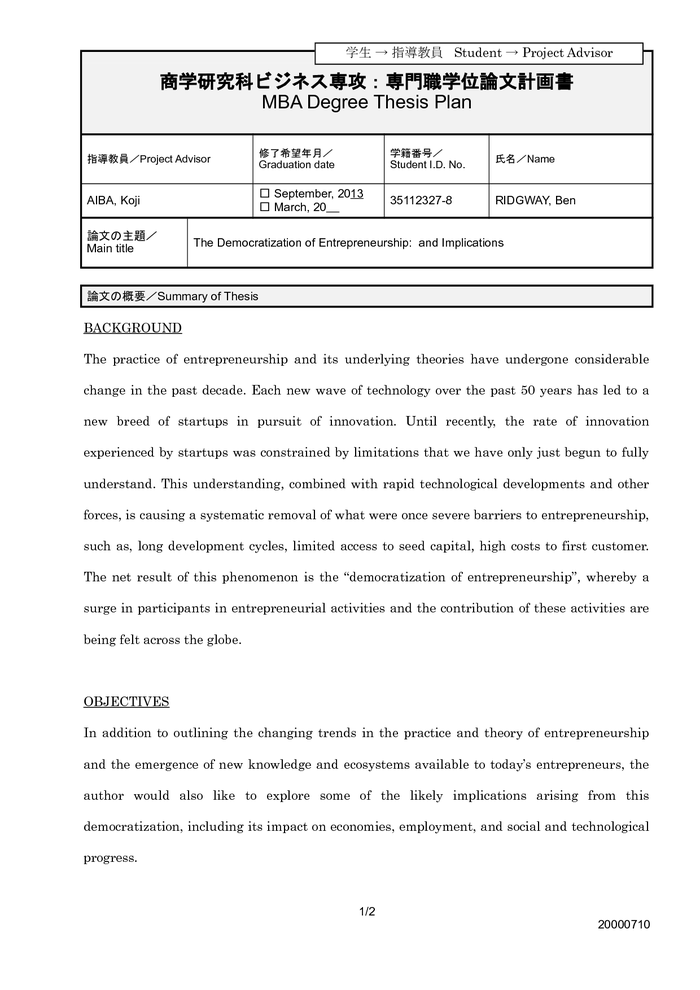 学生 → 指導教員 Student → Project Advisor
商学研究科ビジネス専攻：専門職学位論文計画書
MBA Degree Thesis Plan
指導教員／Project Advisor
修了希望年月／
Graduation date
学籍番号／
Student I.D. No.
氏名／Name
AIBA, Koji
☐ September, 2013
☐ March, 20__
35112327-8
RIDGWAY, Ben
論文の主題／
Main title
The Democratization of Entrepreneurship: and Implications
論文の概要／Summary of Thesis
BACKGROUND
The practice of entrepreneurship and its underlying theories have undergone considerable
change in the past decade. Each new wave of technology over the past 50 years has led to a
new breed of startups in pursuit of innovation. Until recently, the rate of innovation
experienced by startups was constrained by limitations that we have only just begun to fully
understand. This understanding, combined with rapid technological developments and other
forces, is causing a systematic removal of what were once severe barriers to entrepreneurship,
such as, long development cycles, limited access to seed capital, high costs to first customer.
The net result of this phenomenon is the “democratization of entrepreneurship”, whereby a
surge in participants in entrepreneurial activities and the contribution of these activities are
being felt across the globe.
OBJECTIVES
In addition to outlining the changing trends in the practice and theory of entrepreneurship
and the emergence of new knowledge and ecosystems available to today’s entrepreneurs, the
author would also like to explore some of the likely implications arising from this
democratization, including its impact on economies, employment, and social and technological
progress.
1/2
20000710